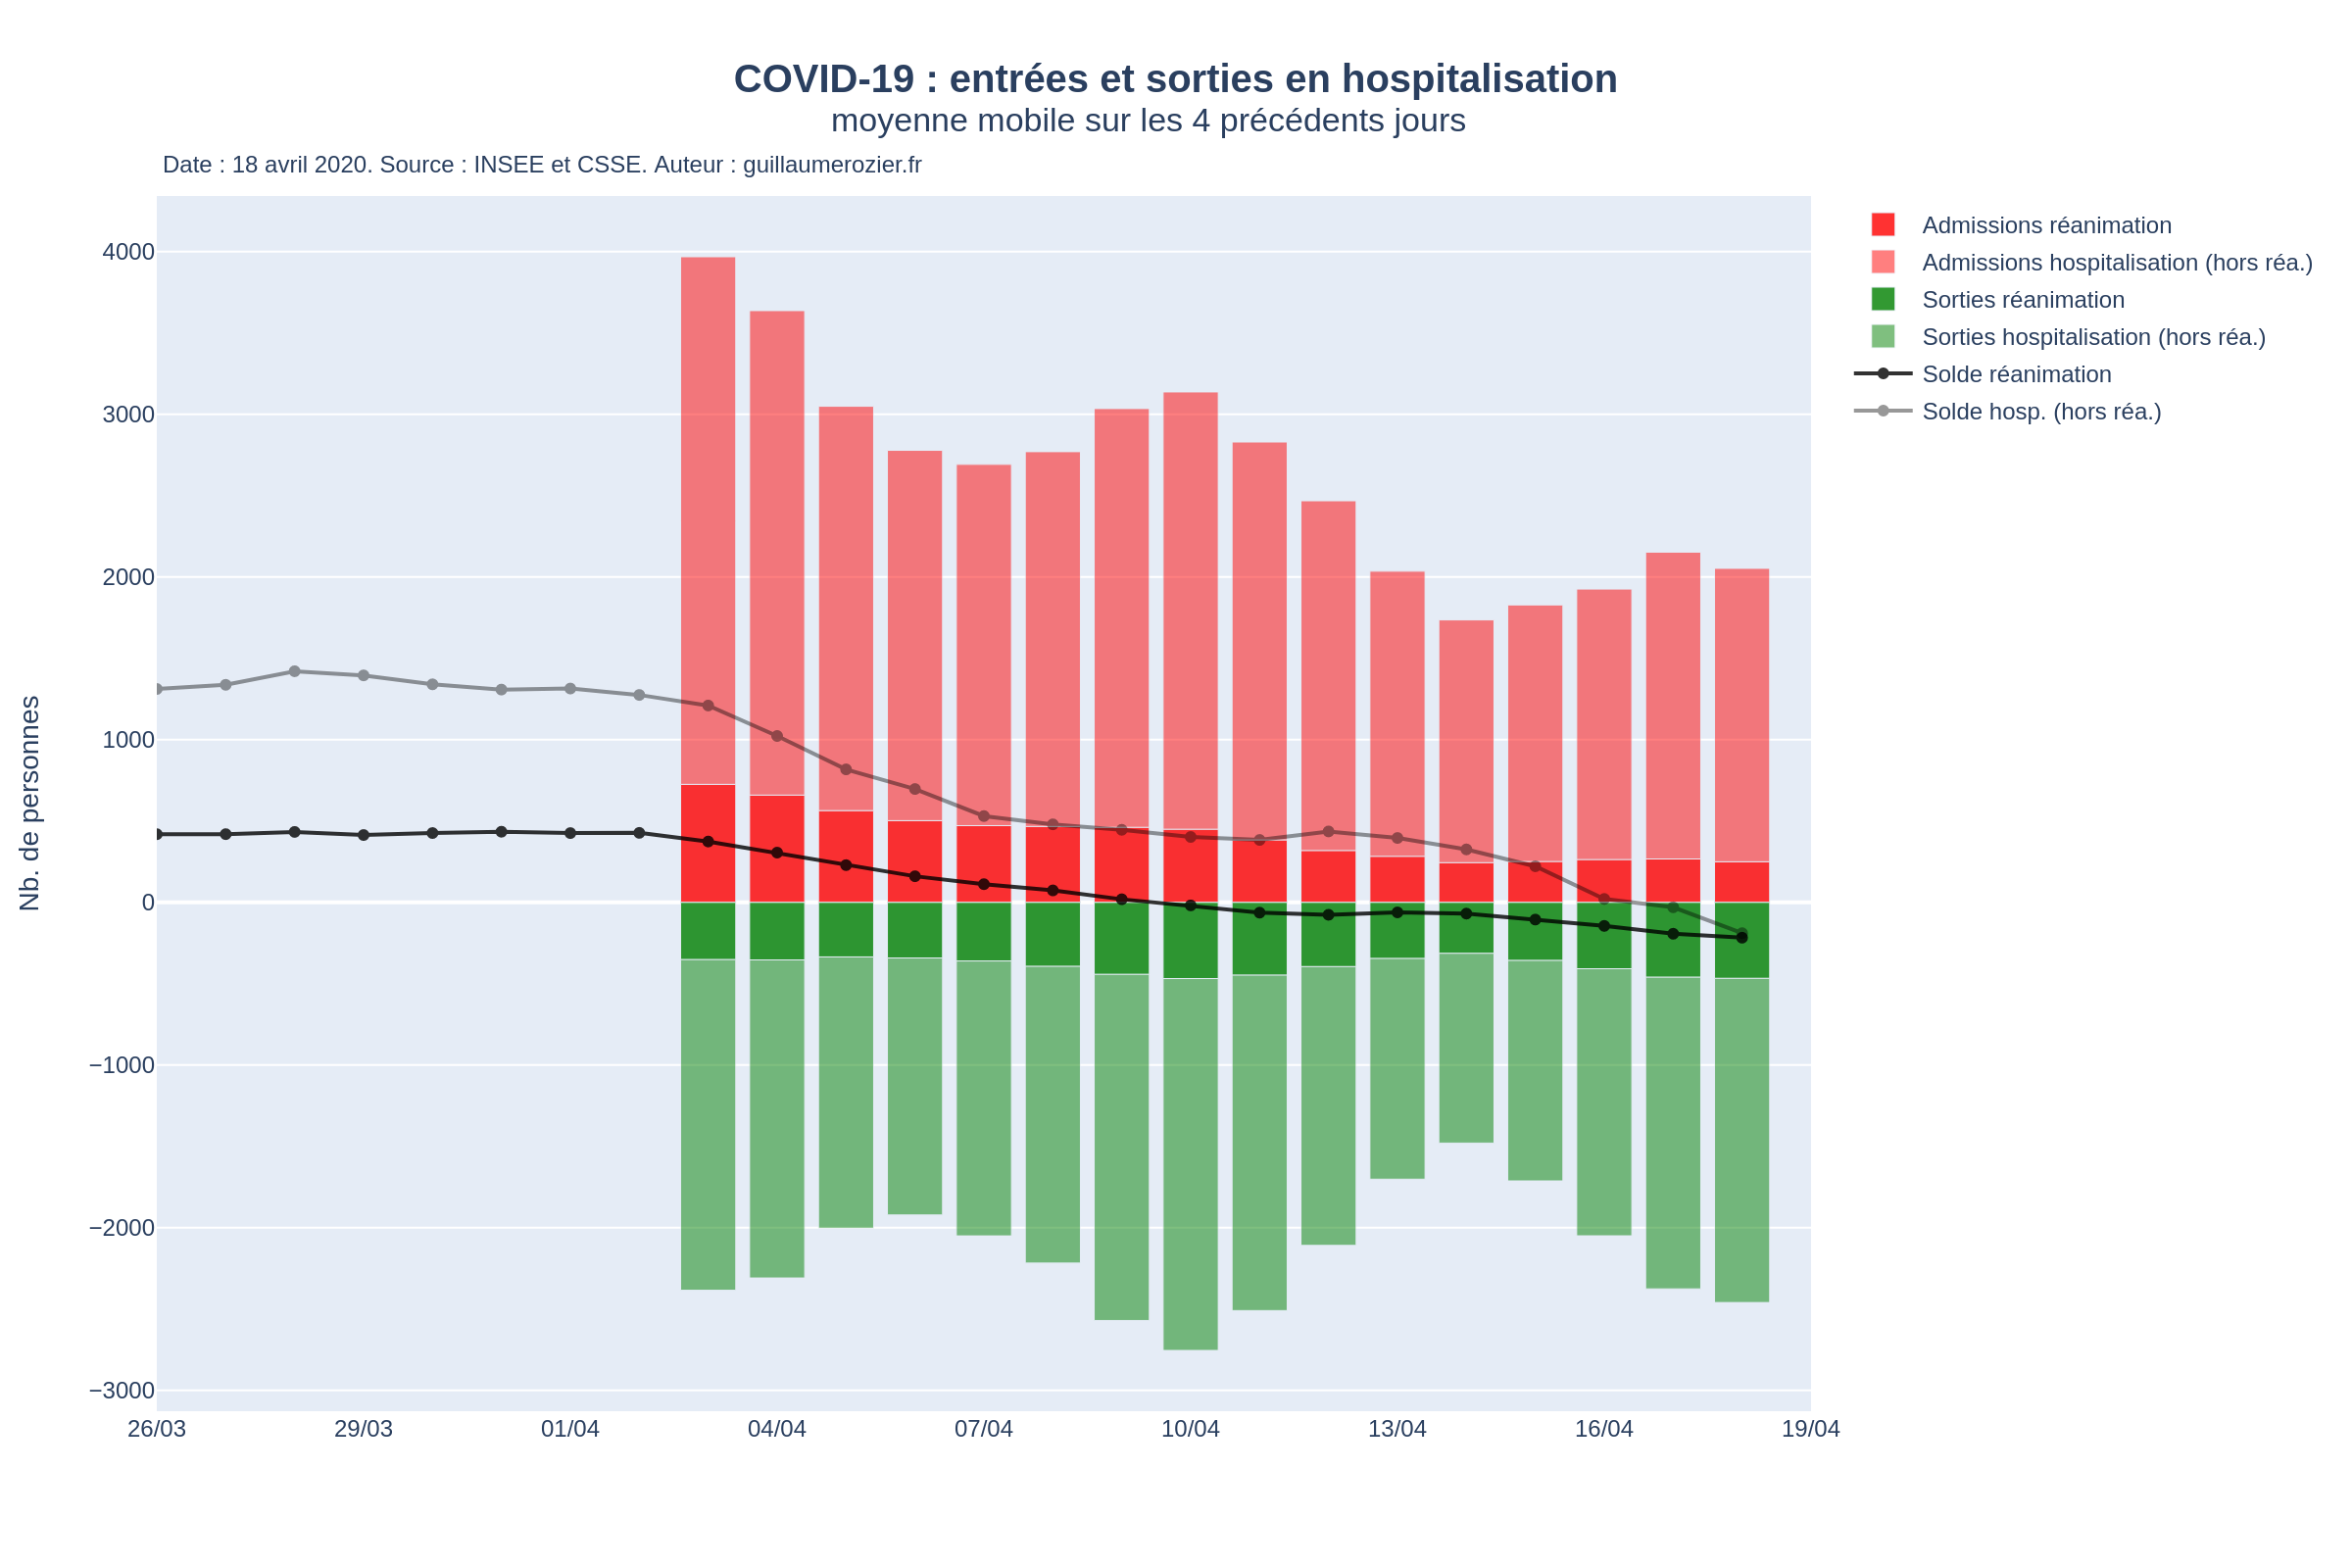 COVID-19 : entrées et sorties en hospitalisation
moyenne mobile sur les 4 précédents jours
Date : 18 avril 2020. Source : INSEE et CSSE. Auteur : guillaumerozier.fr
Admissions réanimation
Admissions hospitalisation (hors réa.)
Sorties réanimation
Sorties hospitalisation (hors réa.)
Solde réanimation
Solde hosp. (hors réa.)
Nb. de personnes
4000
3000
2000
1000
0
−1000
−2000
−3000
26/03 29/03 01/04 04/04 07/04 10/04 13/04 16/04 19/04